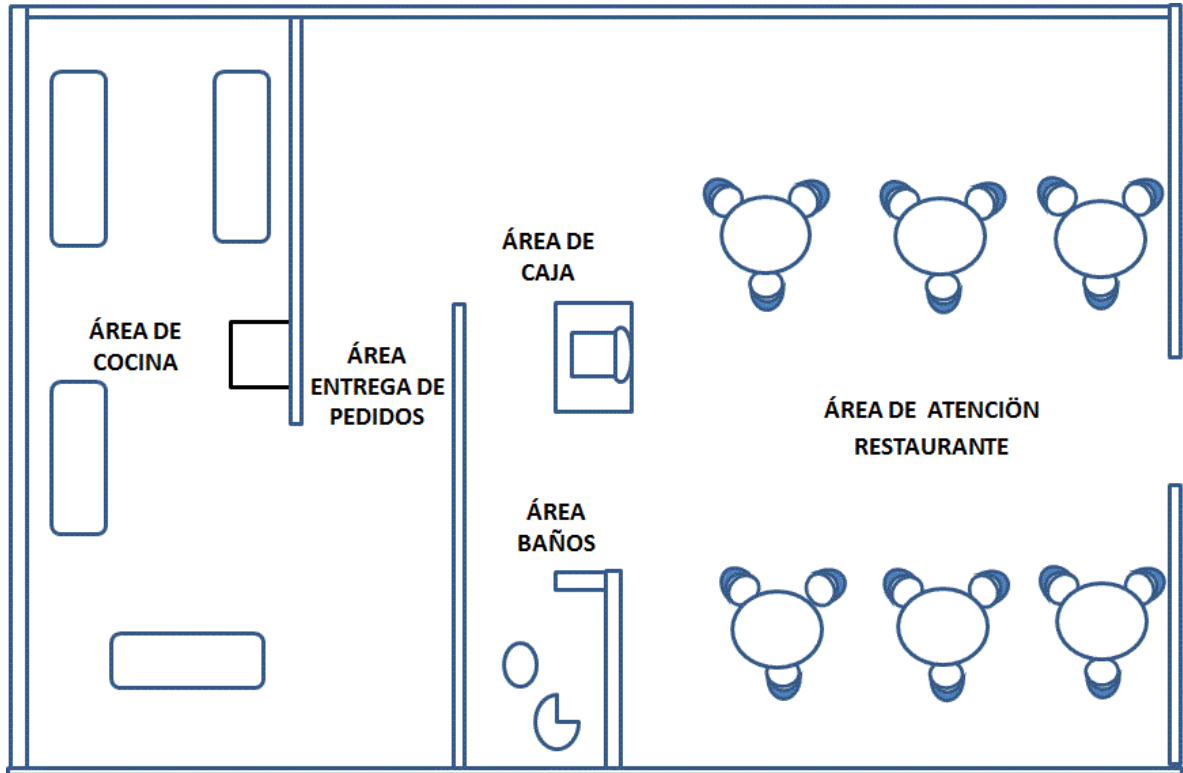 ÁREA DE
COCINA
ÁREA
ENTREGA DE
PEDIDOS
ÁREA DE
CAJA
ÁREA
BAÑOS
ÁREA DE ATENCIÖN
RESTAURANTE